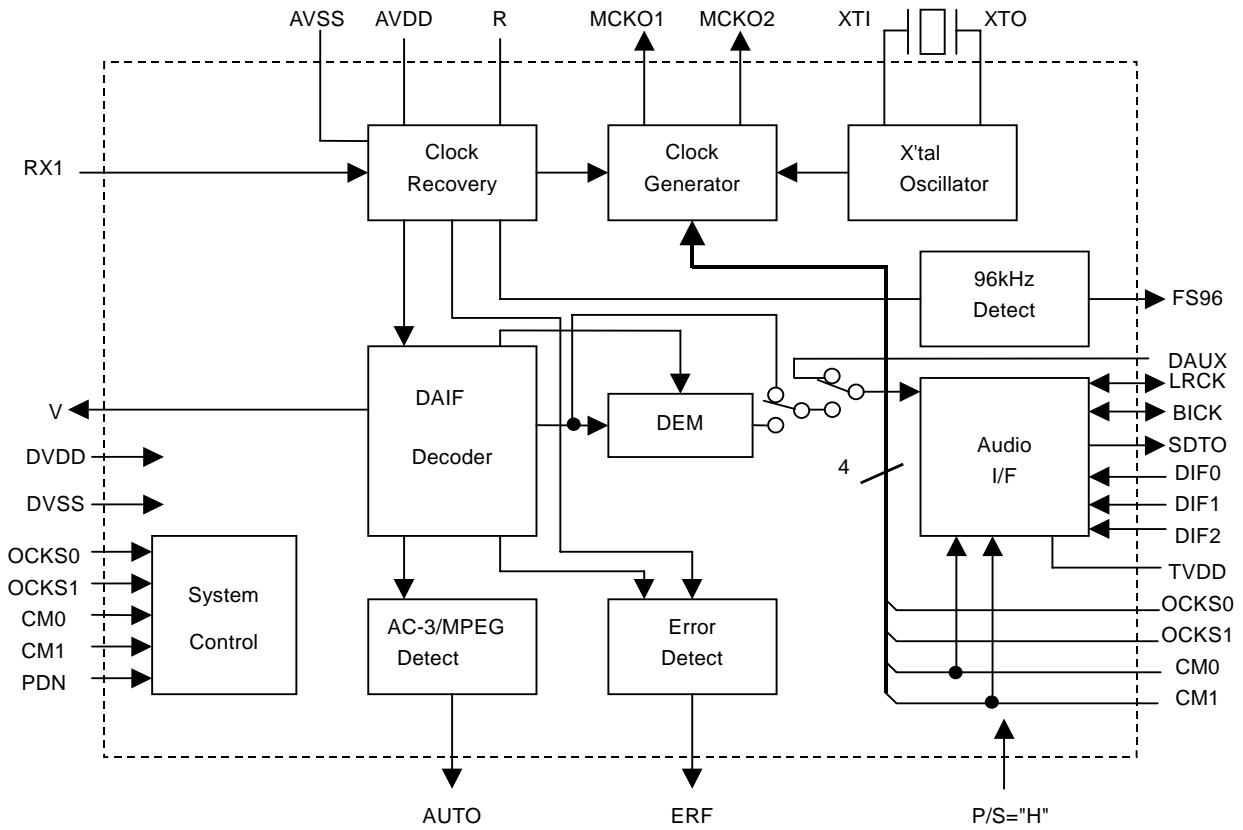 AVSS AVDD R MCKO1 MCKO2 XTI XTO
RX1
Clock
Recovery
Clock
Generator
X'tal
Oscillator
96kHz
Detect
FS96
DAUX
LRCK
BICK
SDTO
DIF0
DIF1
DIF2
TVDD
OCKS0
OCKS1
CM0
CM1
V
DVDD
DVSS
OCKS0
OCKS1
CM0
CM1
PDN
DAIF
Decoder
DEM
4
Audio
I/F
System
Control
AC-3/MPEG
Detect
Error
Detect
AUTO ERF P/S="H"